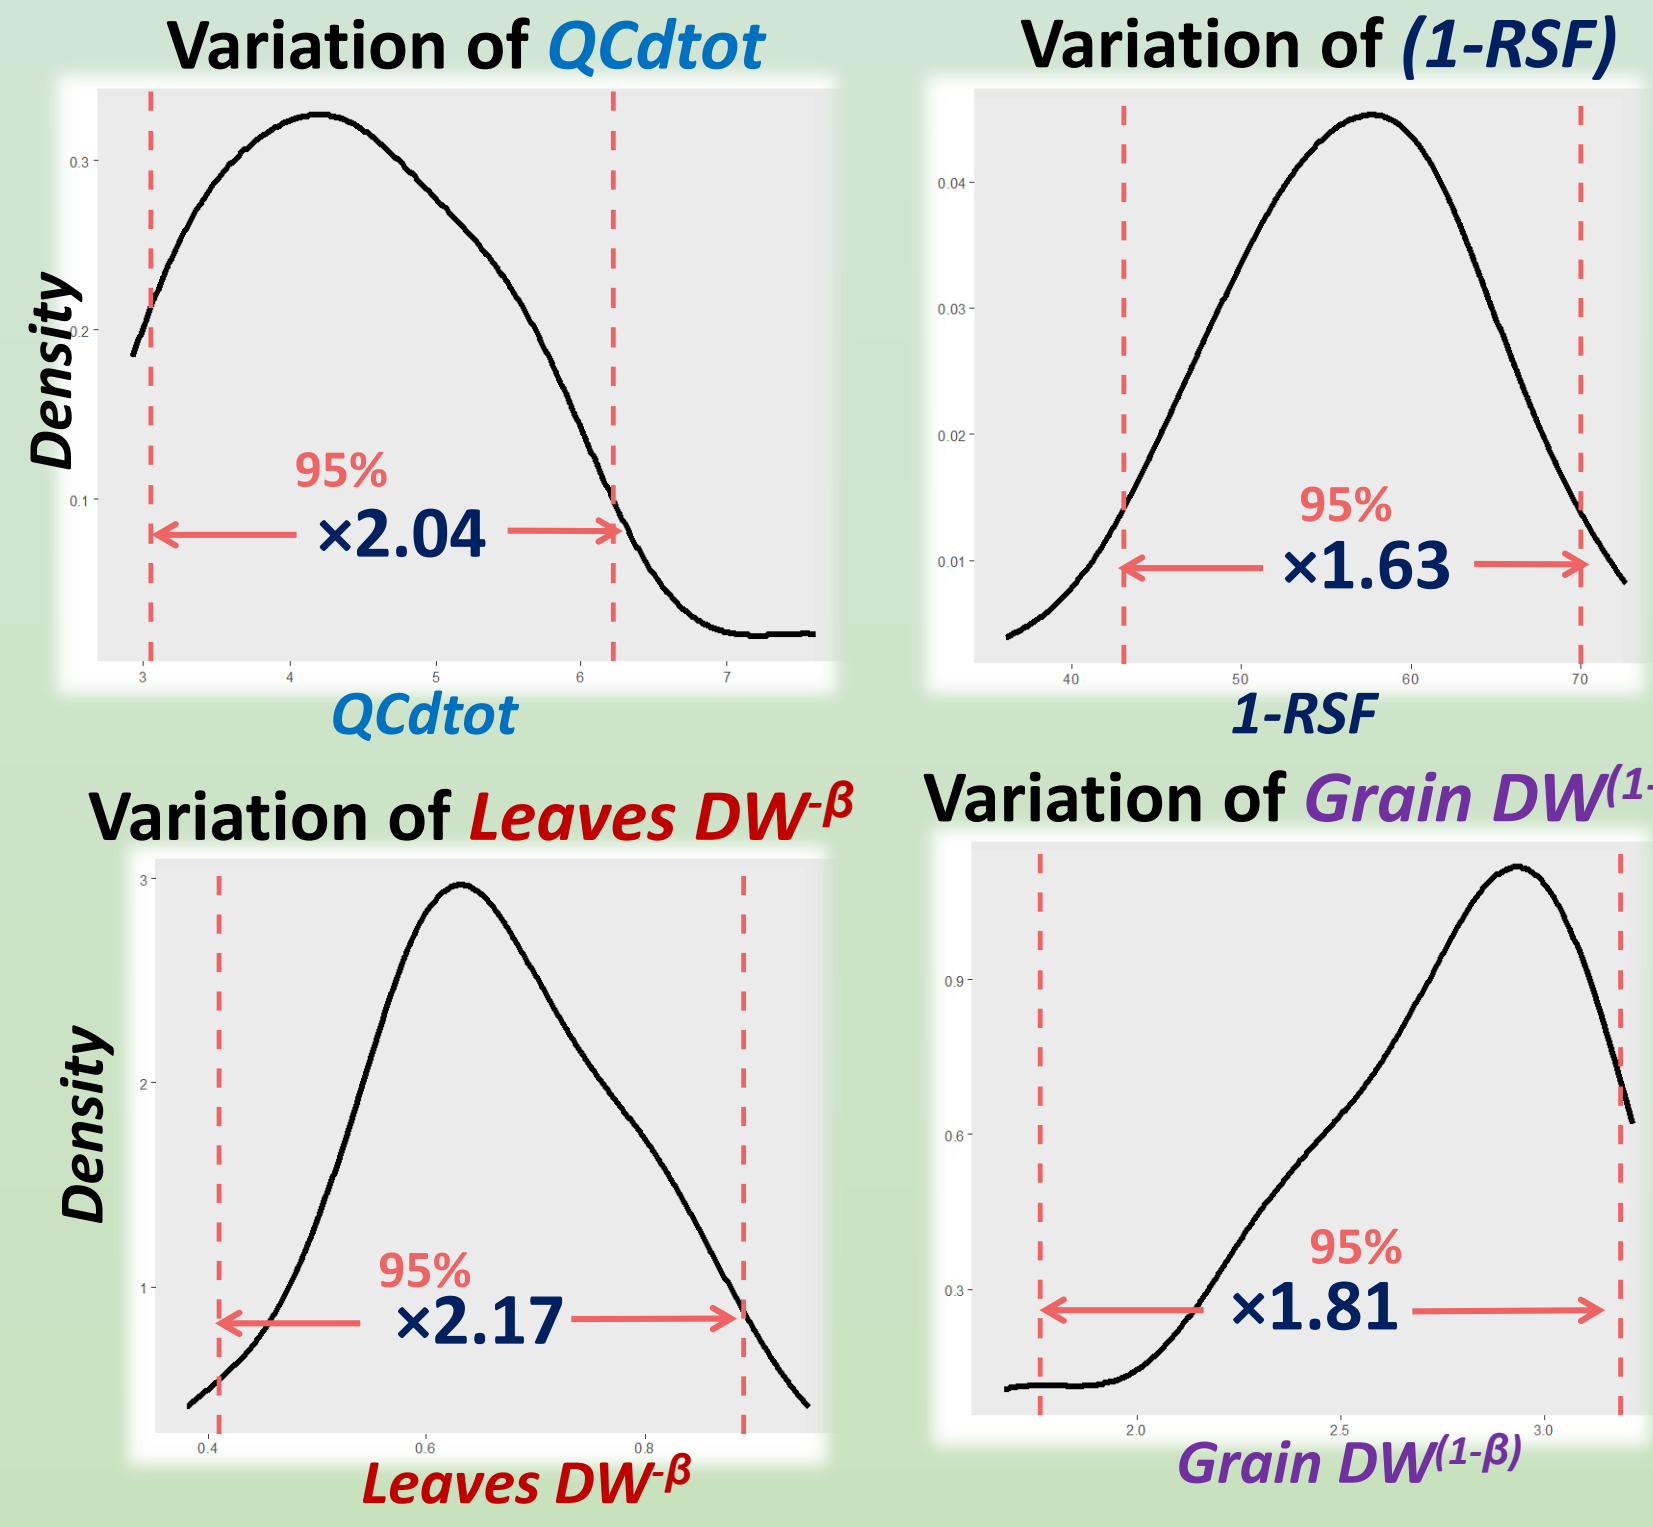 Variation of QCdtot
0.3
0.2
0.1
Density
95%
×2.04
3 4 5 6 7
QCdtot
Variation of (1-RSF)
0.04
0.03
0.02
0.01
95%
×1.63
40 50 60 70
1-RSF
Variation of Leaves DW-β
3
2
1
Density
95%
×2.17
0.4 0.6 0.8
Leaves DW-β
Variation of Grain DW(1-
0.9
0.6
0.3
95%
×1.81
2.0 2.5 3.0
Grain DW(1-β)